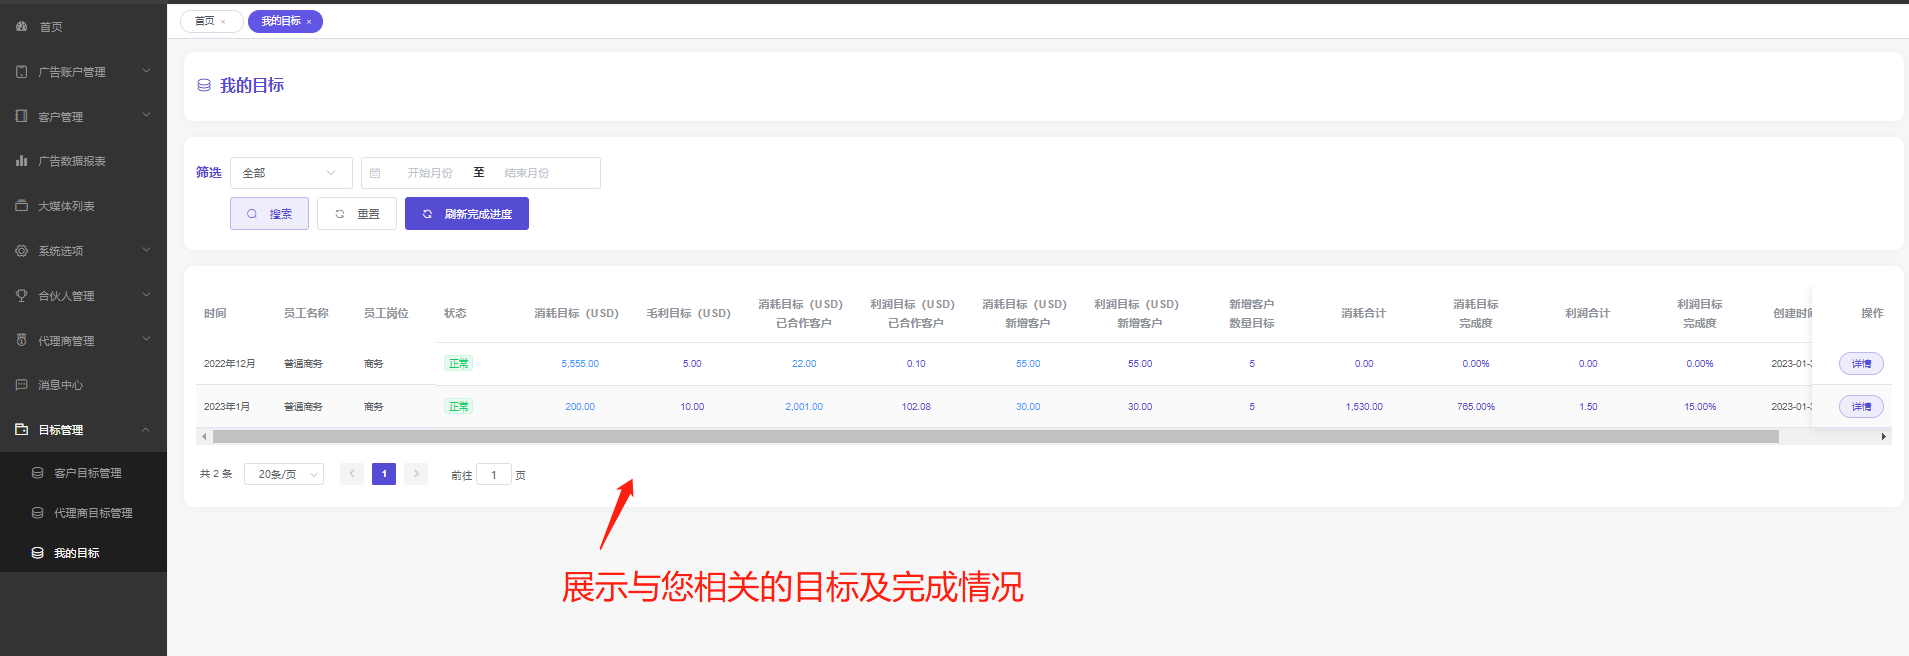 首页
广告账户管理
客户管理
广告数据报表
大媒体列表
系统选项
合伙人管理
代理商管理
消息中心
目标管理
客户目标管理
代理商目标管理
我的目标
首页 × 我的目标 ×
我的目标
筛选 全部 开始月份 至 结束月份
搜索 重置 刷新完成进度
时间 员工名称 员工岗位 状态 消耗目标（USD） 毛利目标（USD） 消耗目标（USD）已合作客户 利润目标（USD）已合作客户 消耗目标（USD）新增客户 利润目标（USD）新增客户 新增客户数量目标 消耗合计 消耗目标完成度 利润合计 利润目标完成度 创建时间 操作
2022年12月 普通商务 商务 正常 5,555.00 5.00 22.00 0.10 55.00 55.00 5 0.00 0.00% 0.00 0.00% 2023-01- 详情
2023年1月 普通商务 商务 正常 200.00 10.00 2,001.00 102.08 30.00 30.00 5 1,530.00 765.00% 1.50 15.00% 2023-01- 详情
共 2 条 20条/页 1 前往 1 页
展示与您相关的目标及完成情况